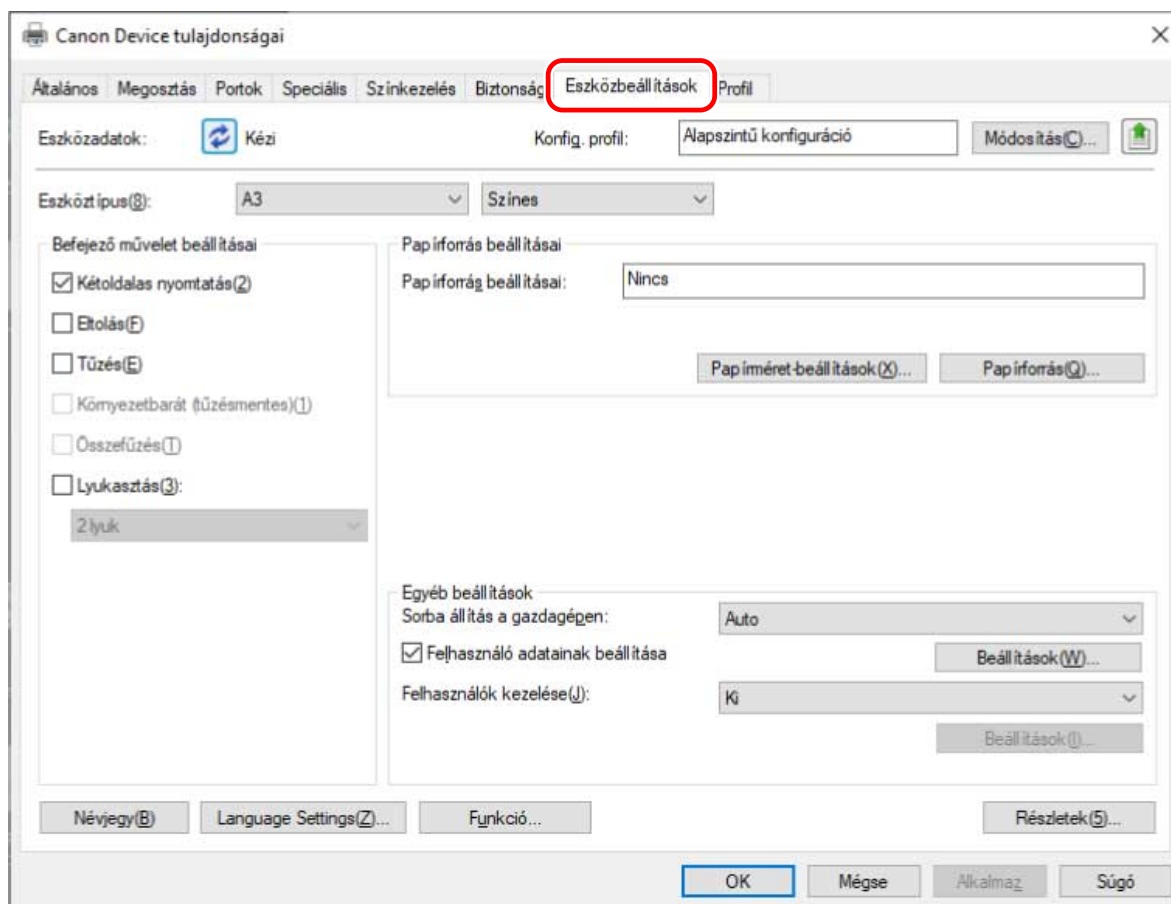 Canon Device tulajdonságai
Általános Megosztás Portok Speciális Színkezelés Biztonság Eszközbeállítások Profil
Eszközadatok: Kézi Konfig. profil: Alapszintű konfiguráció Módosítás(C)...
Eszköztípus(8): A3 Színes
Befejező művelet beállításai
Kétoldalas nyomtatás(2)
Eltolás(F)
Tűzés(E)
Környezetbarát (tűzésmentes)(1)
Összefűzés(T)
Lyukasztás(3):
2 lyuk
Papírforrás beállításai
Papírforrás beállításai: Nincs
Papírméret-beállítások(X)... Papírforrás(Q)...
Egyéb beállítások
Sorba állítás a gazdagépen: Auto
Felhasználó adatainak beállítása Beállítások(W)...
Felhasználók kezelése(J): Ki
Beállítások(I)...
Névjegy(B) Language Settings(Z)... Funkció... Részletek(5)...
OK Mégse Alkalmaz Súgó